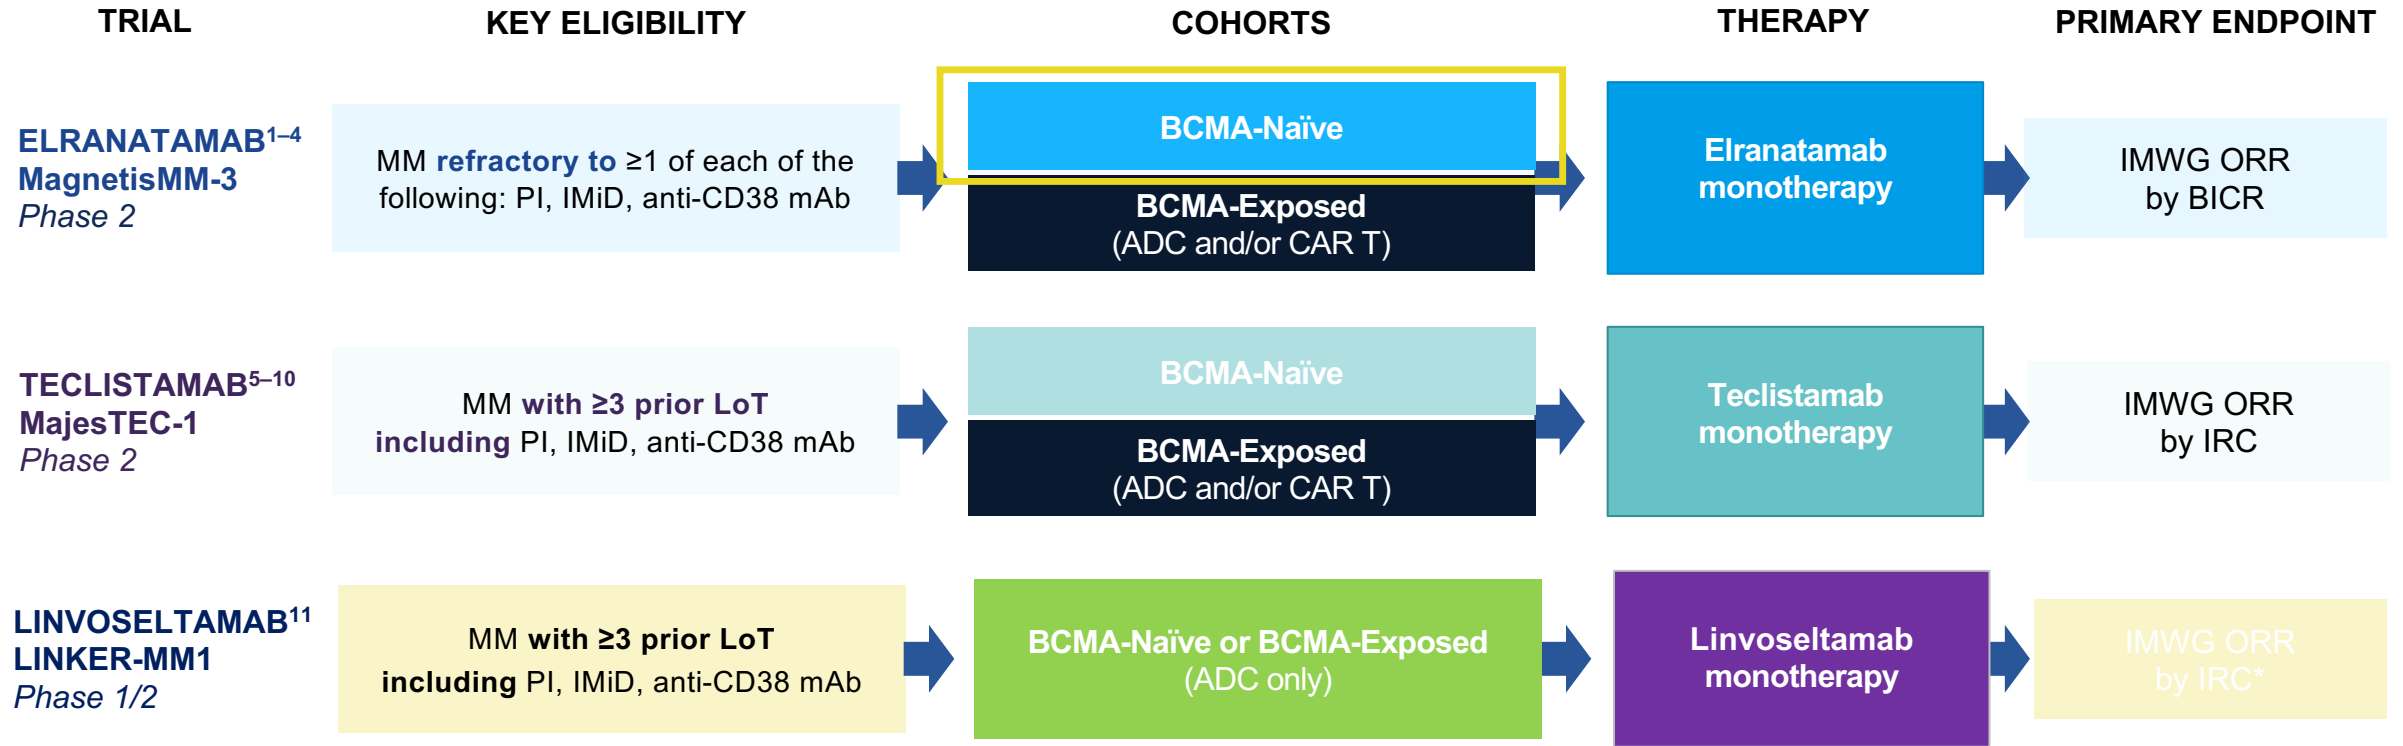 TRIAL
KEY ELIGIBILITY
COHORTS
THERAPY
PRIMARY ENDPOINT
ELRANATAMAB¹⁻⁴
MagnetisMM-3
Phase 2
MM refractory to ≥1 of each of the
following: PI, IMiD, anti-CD38 mAb
BCMA-Naïve
BCMA-Exposed
(ADC and/or CAR T)
Elranatamab
monotherapy
IMWG ORR
by BICR
TECLISTAMAB⁵⁻¹⁰
MajesTEC-1
Phase 2
MM with ≥3 prior LoT
including PI, IMiD, anti-CD38 mAb
BCMA-Naïve
BCMA-Exposed
(ADC and/or CAR T)
Teclistamab
monotherapy
IMWG ORR
by IRC
LINVOSELTAMAB¹¹
LINKER-MM1
Phase 1/2
MM with ≥3 prior LoT
including PI, IMiD, anti-CD38 mAb
BCMA-Naïve or BCMA-Exposed
(ADC only)
Linvoseltamab
monotherapy
IMWG ORR
by IRC*